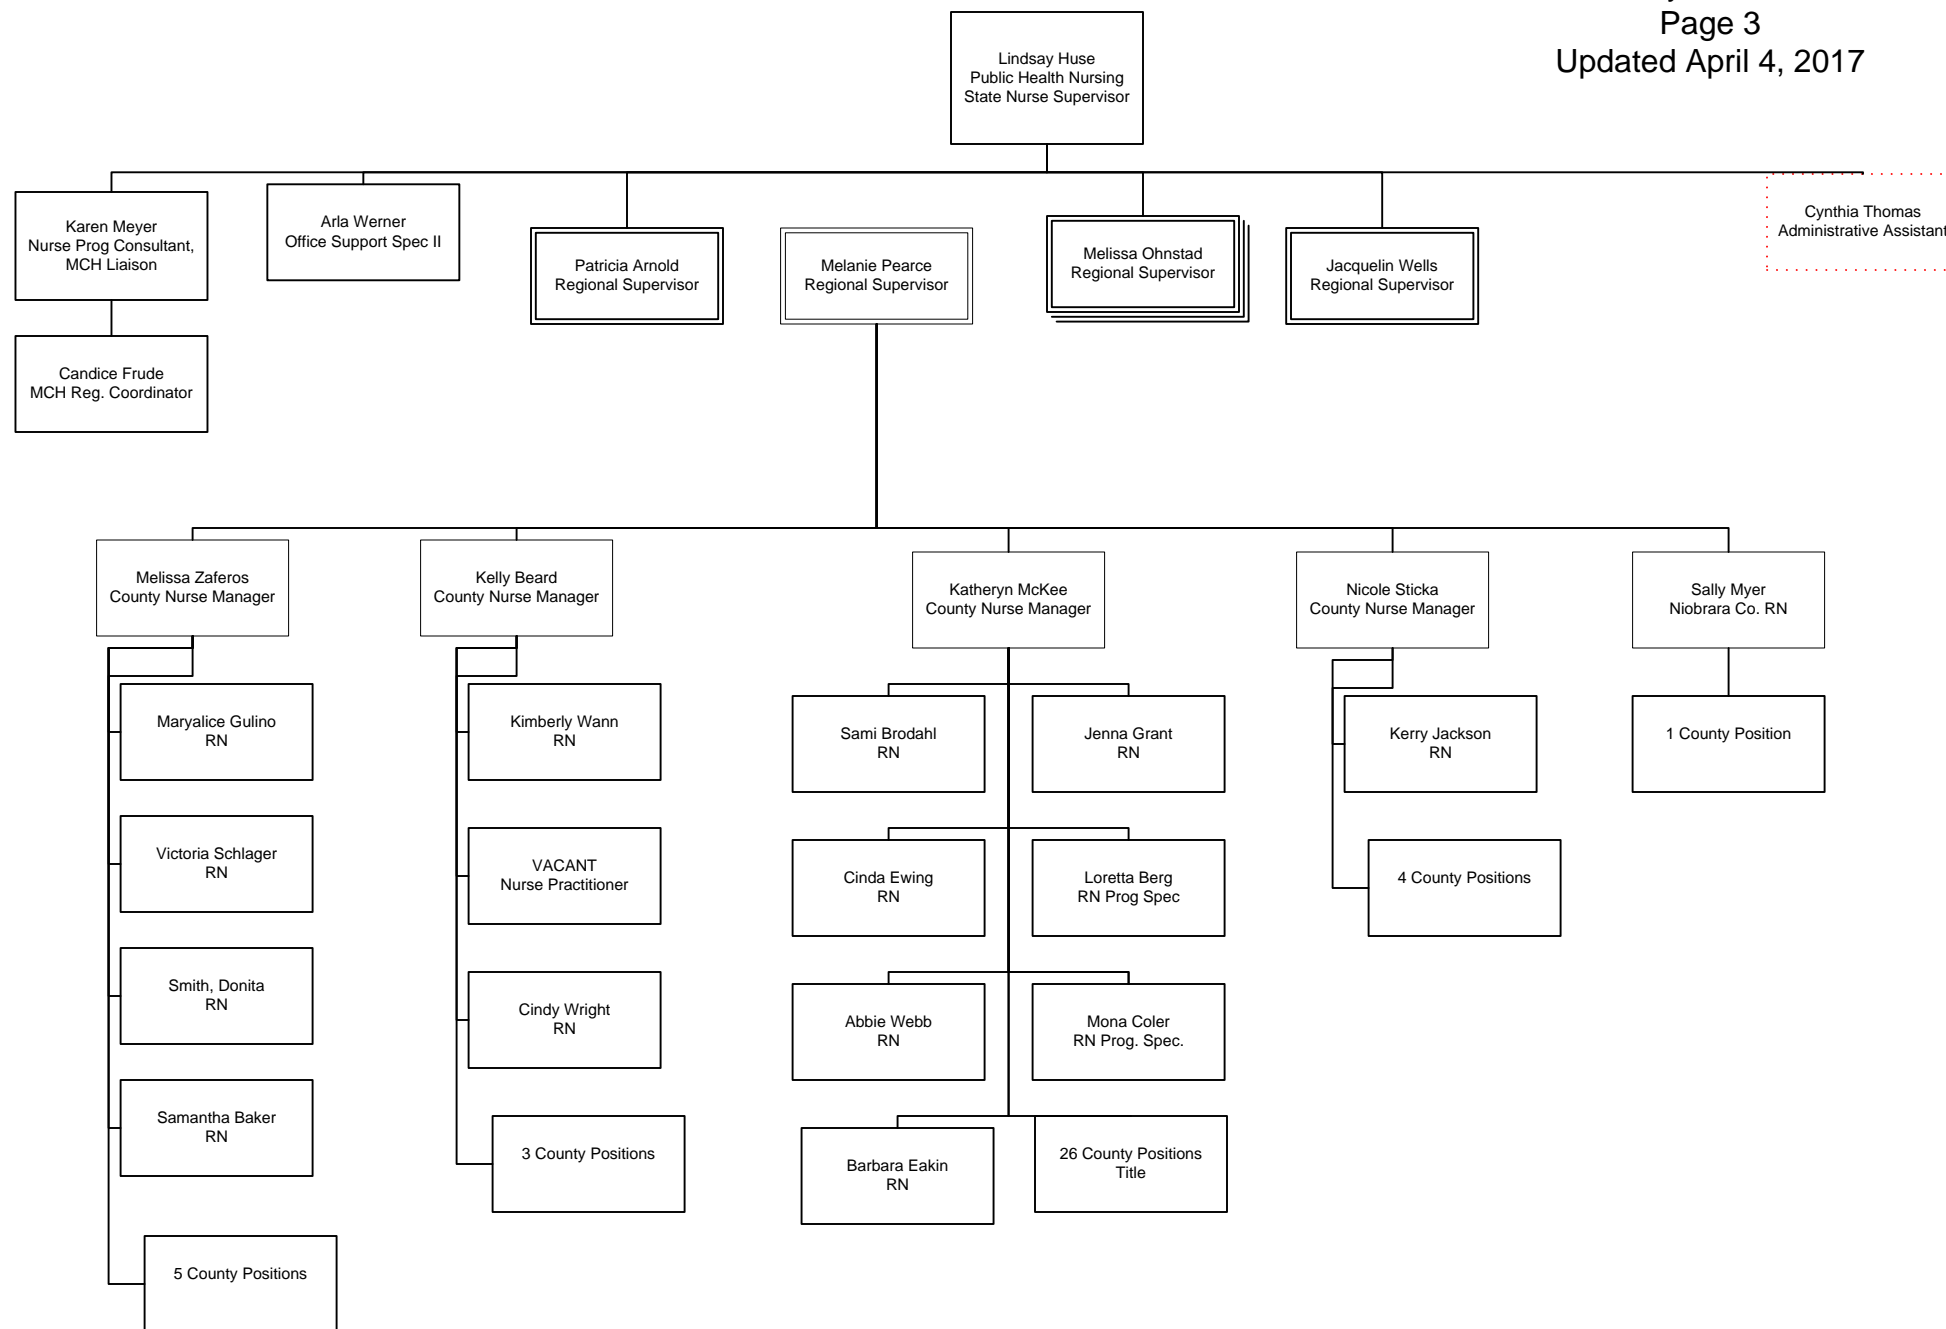 Page 3
Updated April 4, 2017
Lindsay Huse
Public Health Nursing
State Nurse Supervisor
Karen Meyer
Nurse Prog Consultant,
MCH Liaison
Arla Werner
Office Support Spec II
Patricia Arnold
Regional Supervisor
Melanie Pearce
Regional Supervisor
Melissa Ohnstad
Regional Supervisor
Jacquelin Wells
Regional Supervisor
Cynthia Thomas
Administrative Assistant
Candice Frude
MCH Reg. Coordinator
Melissa Zaferos
County Nurse Manager
Kelly Beard
County Nurse Manager
Katheryn McKee
County Nurse Manager
Nicole Sticka
County Nurse Manager
Sally Myer
Niobrara Co. RN
Maryalice Gulino
RN
Kimberly Wann
RN
Sami Brodahl
RN
Jenna Grant
RN
Kerry Jackson
RN
1 County Position
Victoria Schlager
RN
VACANT
Nurse Practitioner
Cinda Ewing
RN
Loretta Berg
RN Prog Spec
4 County Positions
Smith, Donita
RN
Cindy Wright
RN
Abbie Webb
RN
Mona Coler
RN Prog. Spec.
Samantha Baker
RN
3 County Positions
Barbara Eakin
RN
26 County Positions
Title
5 County Positions